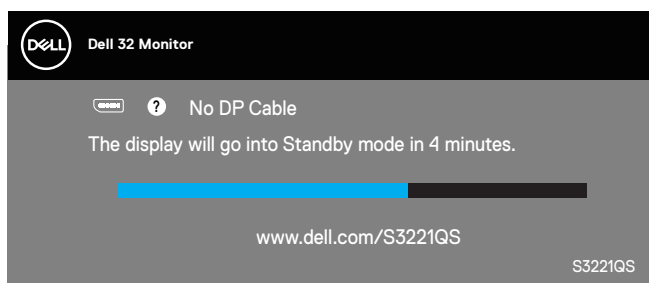 DELL
Dell 32 Monitor
? No DP Cable
The display will go into Standby mode in 4 minutes.
www.dell.com/S3221QS
S3221QS